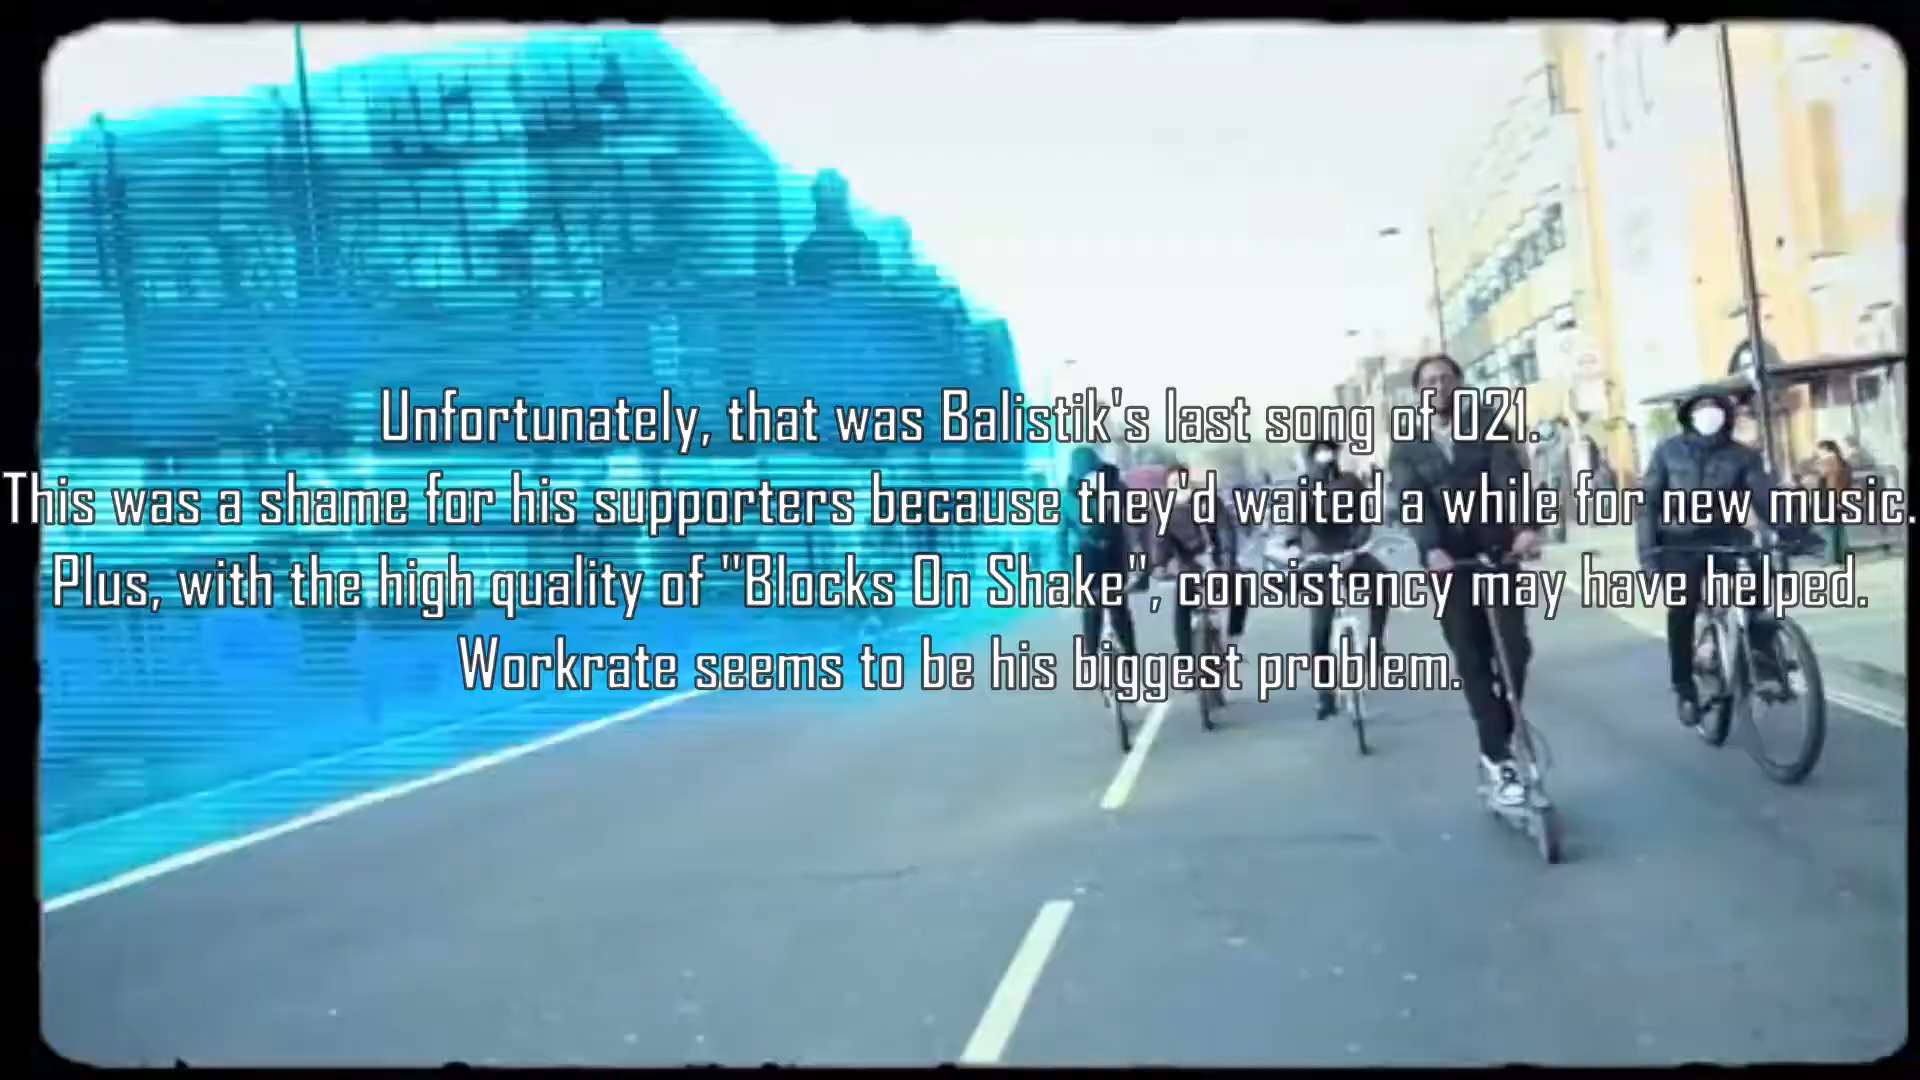 Unfortunately, that was Balistik's last song of 021.
This was a shame for his supporters because they'd waited a while for new music.
Plus, with the high quality of "Blocks On Shake", consistency may have helped.
Workrate seems to be his biggest problem.